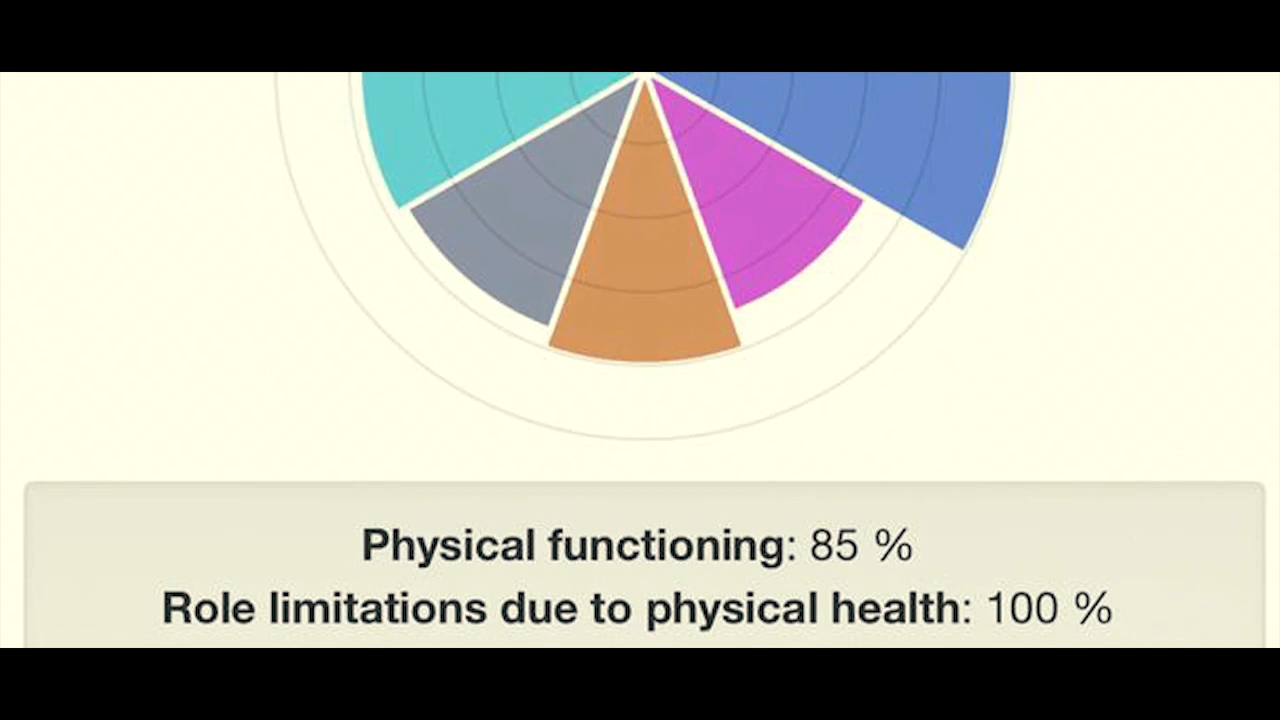 Physical functioning: 85 %
Role limitations due to physical health: 100 %